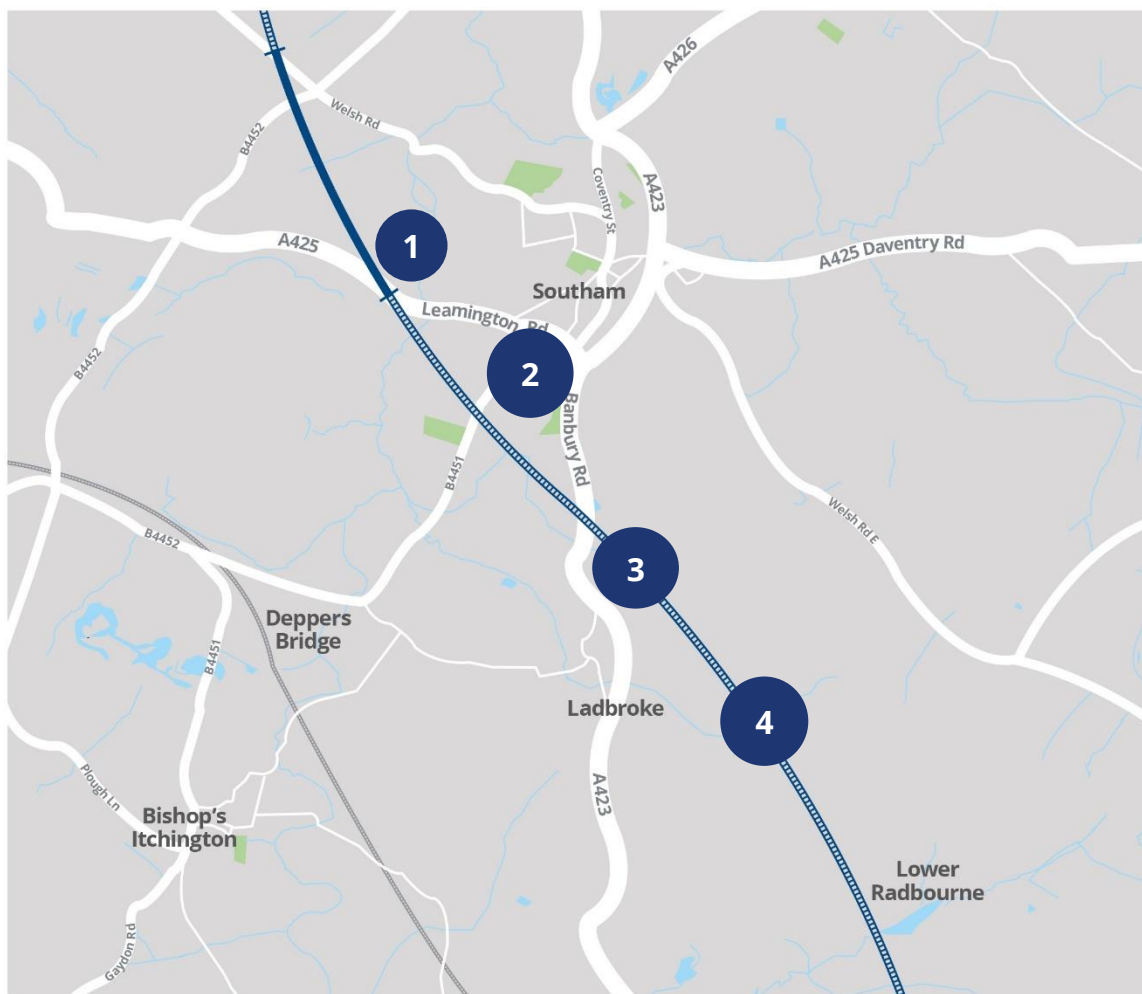 A426
Welsh Rd
B4452
Coventry St
A423
1
A425
A425 Daventry Rd
Southam
Leamington Rd
B4452
2
Banbury Rd
B4451
Welsh Rd E
B4452
3
Deppers
Bridge
B4451
Ladbroke
4
Plough Ln
A423
Bishop's
Itchington
Lower
Radbourne
Gaydon Rd